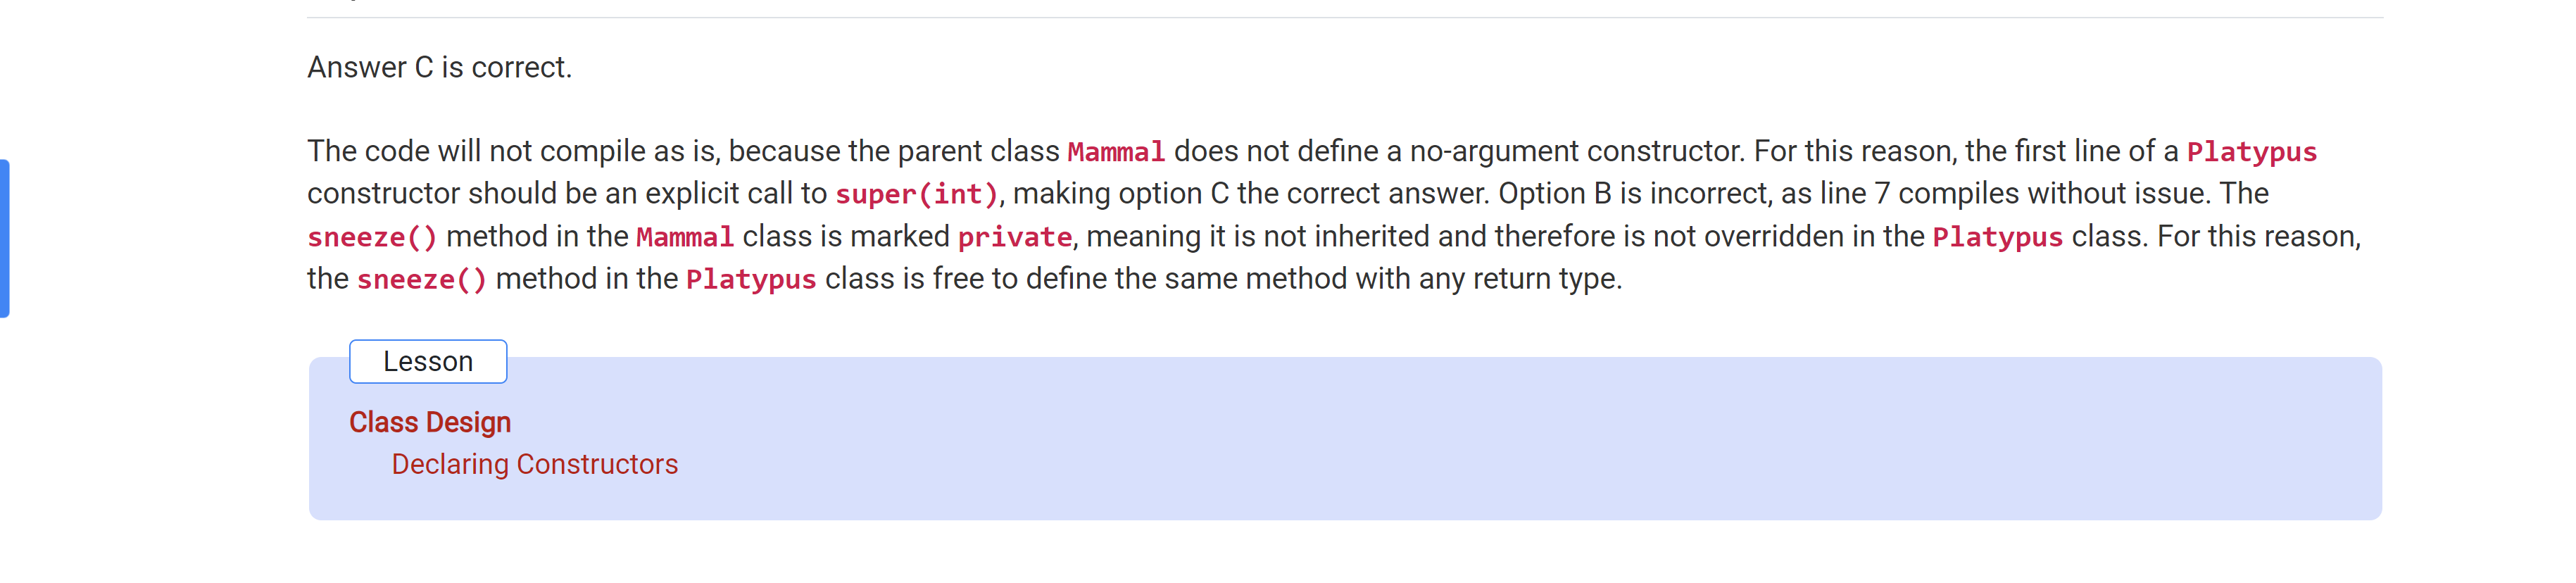 Answer C is correct.
The code will not compile as is, because the parent class Mammal does not define a no-argument constructor. For this reason, the first line of a Platypus
constructor should be an explicit call to super(int), making option C the correct answer. Option B is incorrect, as line 7 compiles without issue. The
sneeze() method in the Mammal class is marked private, meaning it is not inherited and therefore is not overridden in the Platypus class. For this reason,
the sneeze() method in the Platypus class is free to define the same method with any return type.
Lesson
Class Design
Declaring Constructors